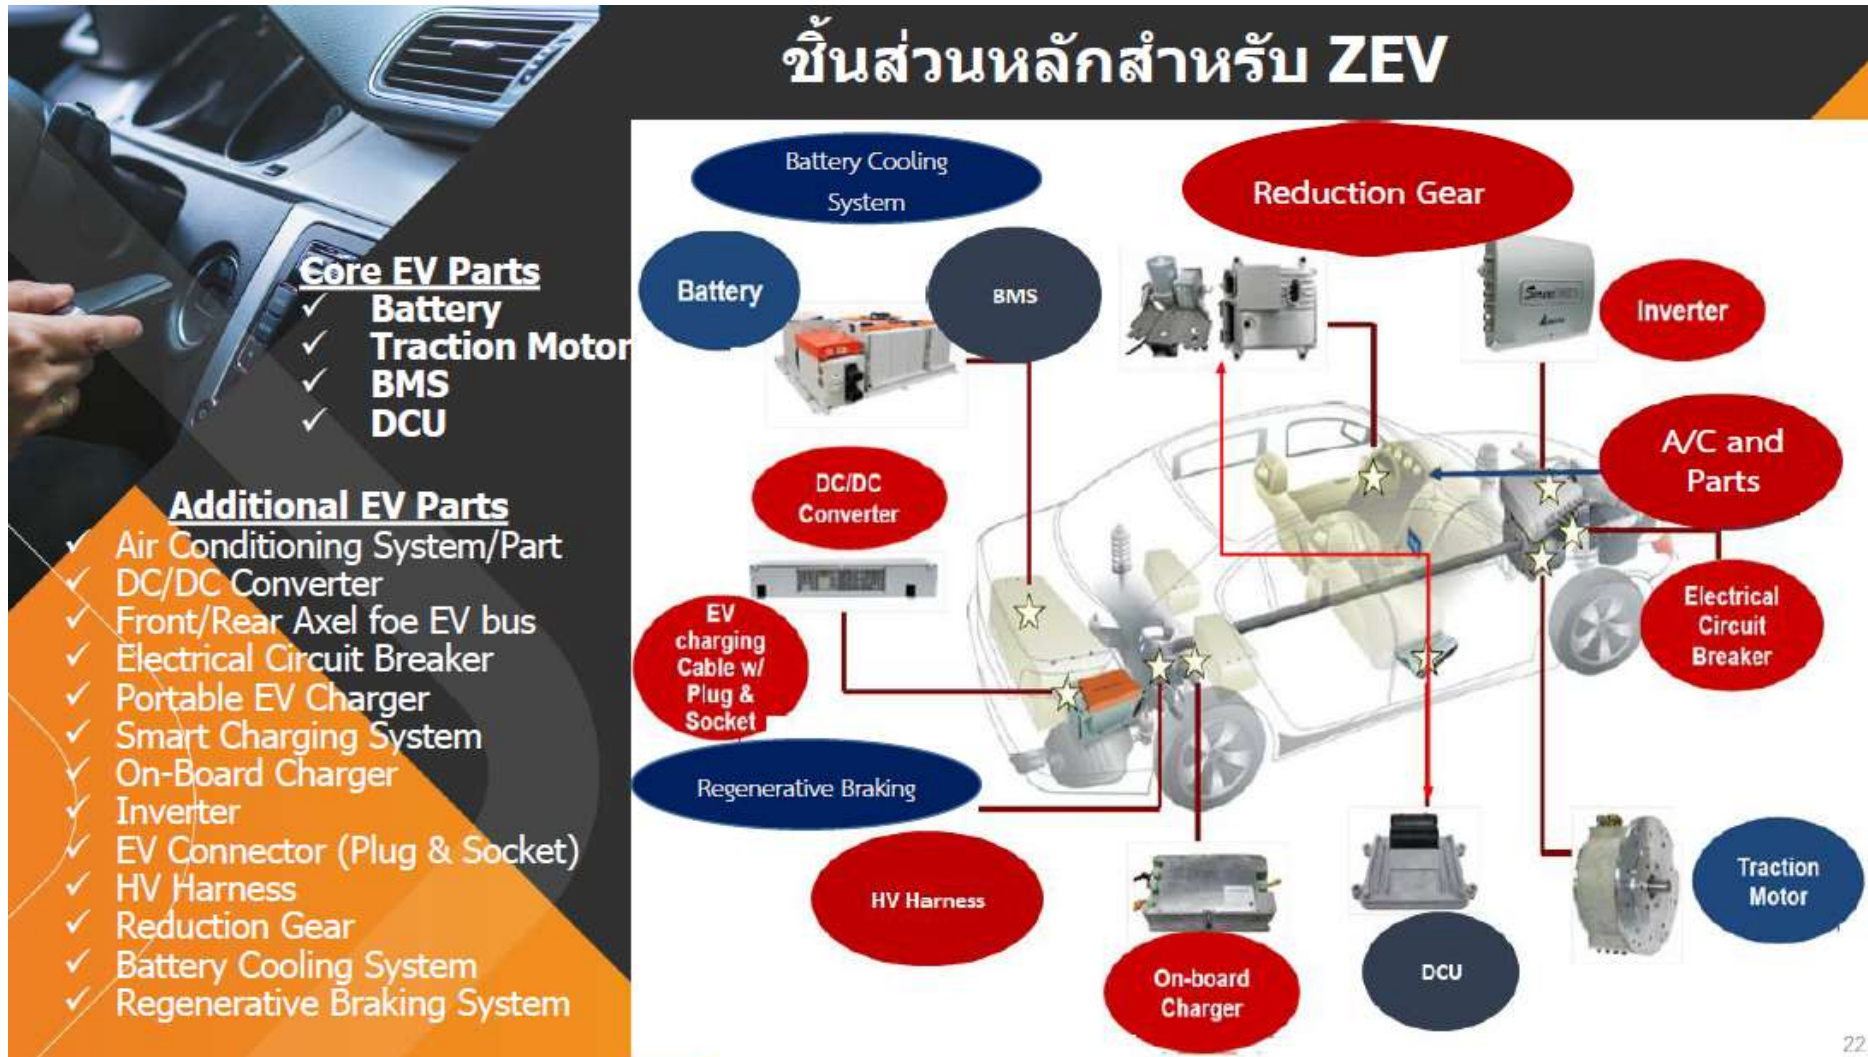 ชิ้นส่วนหลักสำหรับ ZEV
Core EV Parts
✓ Battery
✓ Traction Motor
✓ BMS
✓ DCU
Additional EV Parts
✓ Air Conditioning System/Part
✓ DC/DC Converter
✓ Front/Rear Axel foe EV bus
✓ Electrical Circuit Breaker
✓ Portable EV Charger
✓ Smart Charging System
✓ On-Board Charger
✓ Inverter
✓ EV Connector (Plug & Socket)
✓ HV Harness
✓ Reduction Gear
✓ Battery Cooling System
✓ Regenerative Braking System
Battery Cooling
System
Reduction Gear
Battery
BMS
Inverter
A/C and
Parts
DC/DC
Converter
EV
charging
Cable w/
Plug &
Socket
Electrical
Circuit
Breaker
Regenerative Braking
HV Harness
Traction
Motor
On-board
Charger
DCU
22